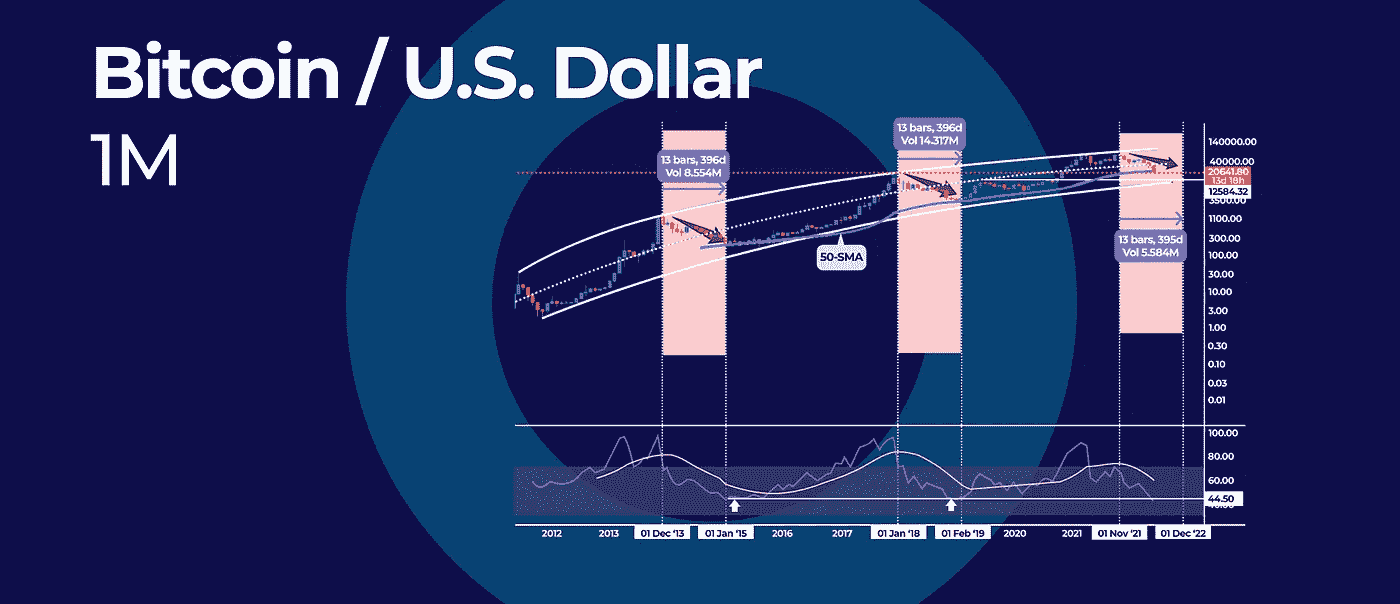 Bitcoin / U.S. Dollar
1M
13 bars, 396d
Vol 8.554M
13 bars, 396d
Vol 14.317M
13 bars, 395d
Vol 5.584M
50-SMA
140000.00
40000.00
20641.80
13d 18h
12584.32
3500.00
1100.00
300.00
100.00
30.00
10.00
3.00
1.00
0.30
0.10
0.03
0.01
100.00
80.00
60.00
44.50
2012
2013
01 Dec '13
01 Jan '15
2016
2017
01 Jan '18
01 Feb '19
2020
2021
01 Nov '21
01 Dec '22